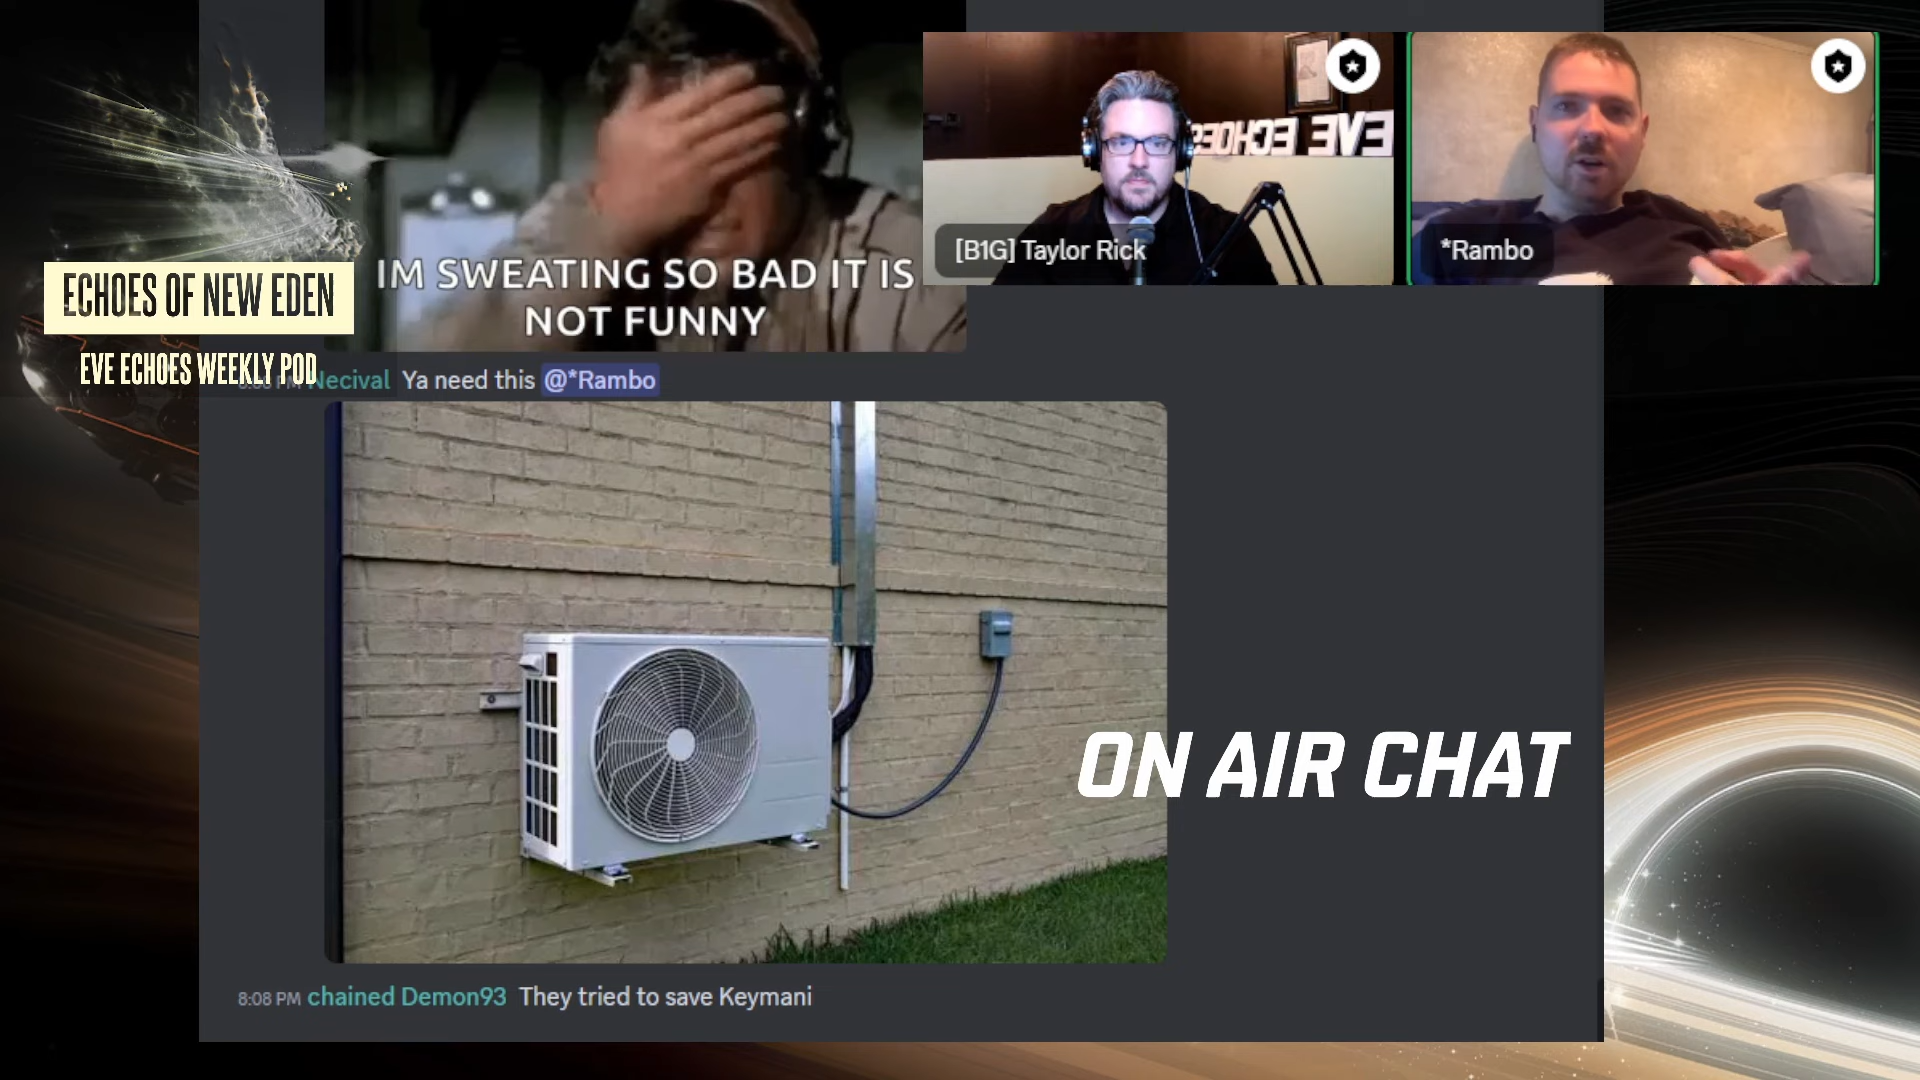 IM SWEATING SO BAD IT IS
NOT FUNNY
EVE ECHOES
[B1G] Taylor Rick
*Rambo
ECHOES OF NEW EDEN
EVE ECHOES WEEKLY POD
Necival Ya need this @*Rambo
ON AIR CHAT
8:08 PM chained Demon93 They tried to save Keymani